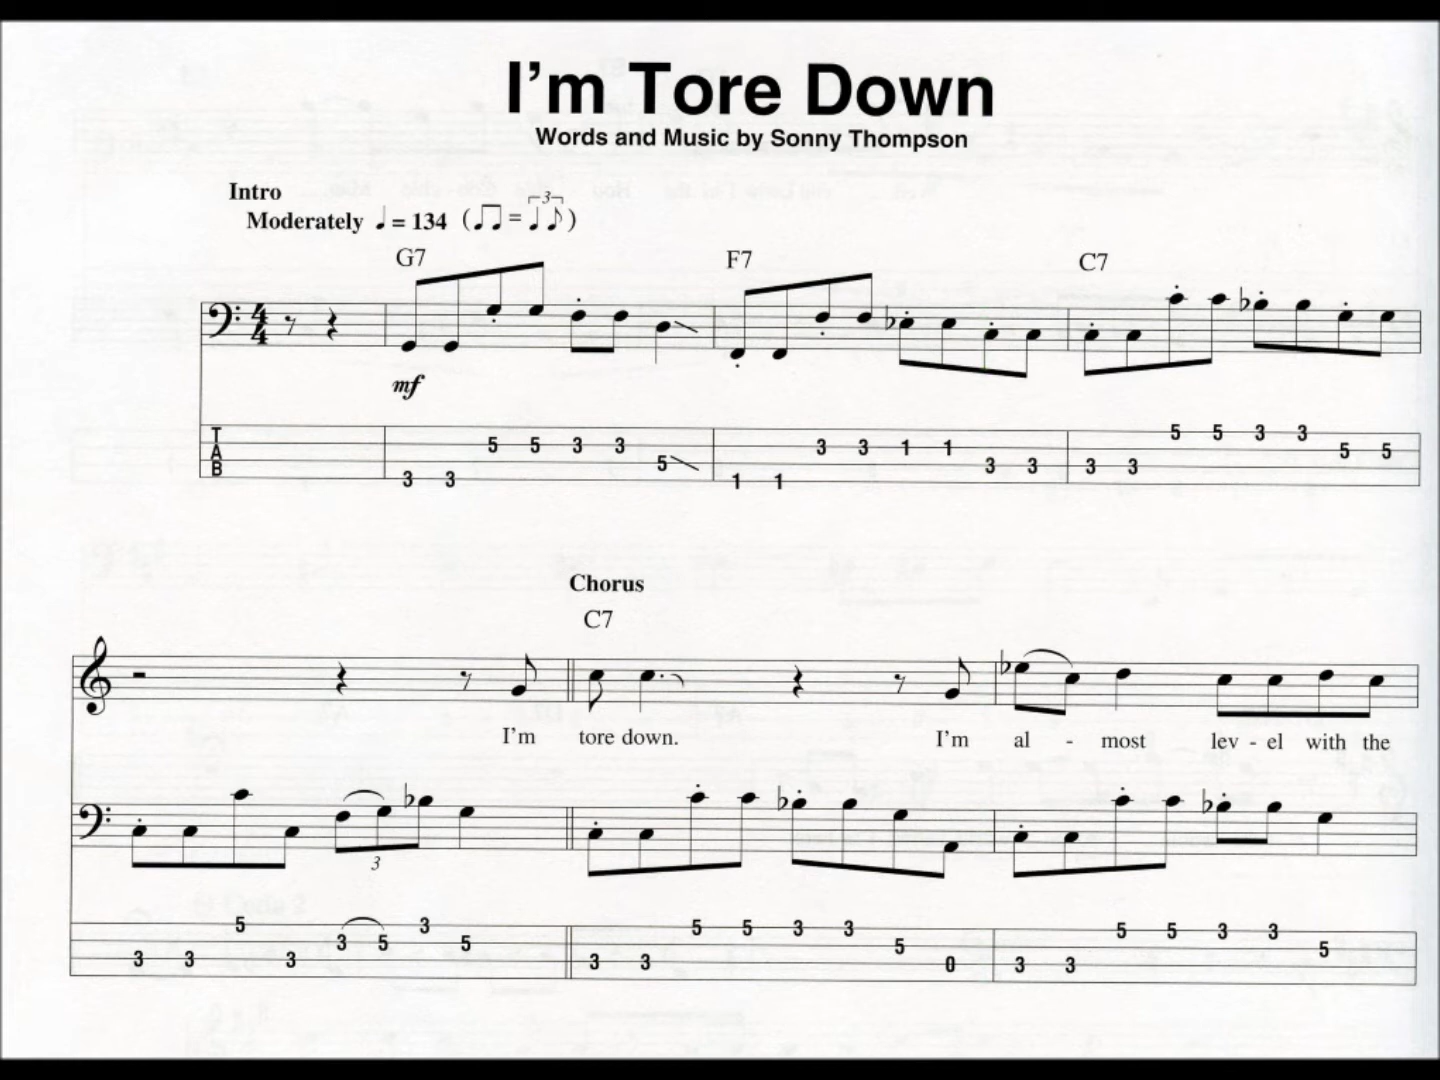 I'm Tore Down
Words and Music by Sonny Thompson
Intro
Moderately ♩ = 134 (♫ = ♩ ♪) 3
G7 F7 C7
4
4
mf
T
A
B
5 5 3 3 3 3 1 1 5 5 3 3
5 3 3 3 3 5 5
3 3 1 1
Chorus
C7
I'm tore down. I'm al - most lev - el with the
3
5 3 5 5 3 3 5 5 3 3
3 5 5 5 5
3 3 3 3 3 0 3 3